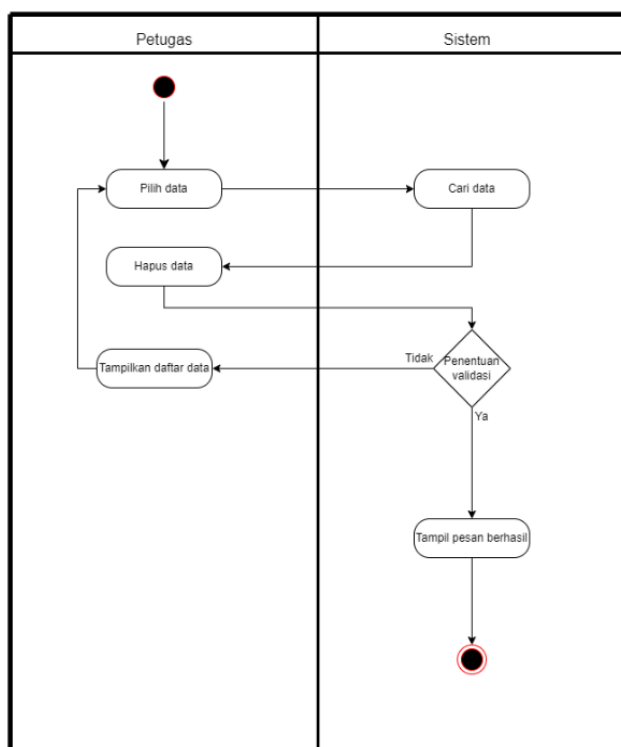 Petugas
Sistem
Pilih data
Cari data
Hapus data
Tampilkan daftar data
Tidak
Penentuan
validasi
Ya
Tampil pesan berhasil